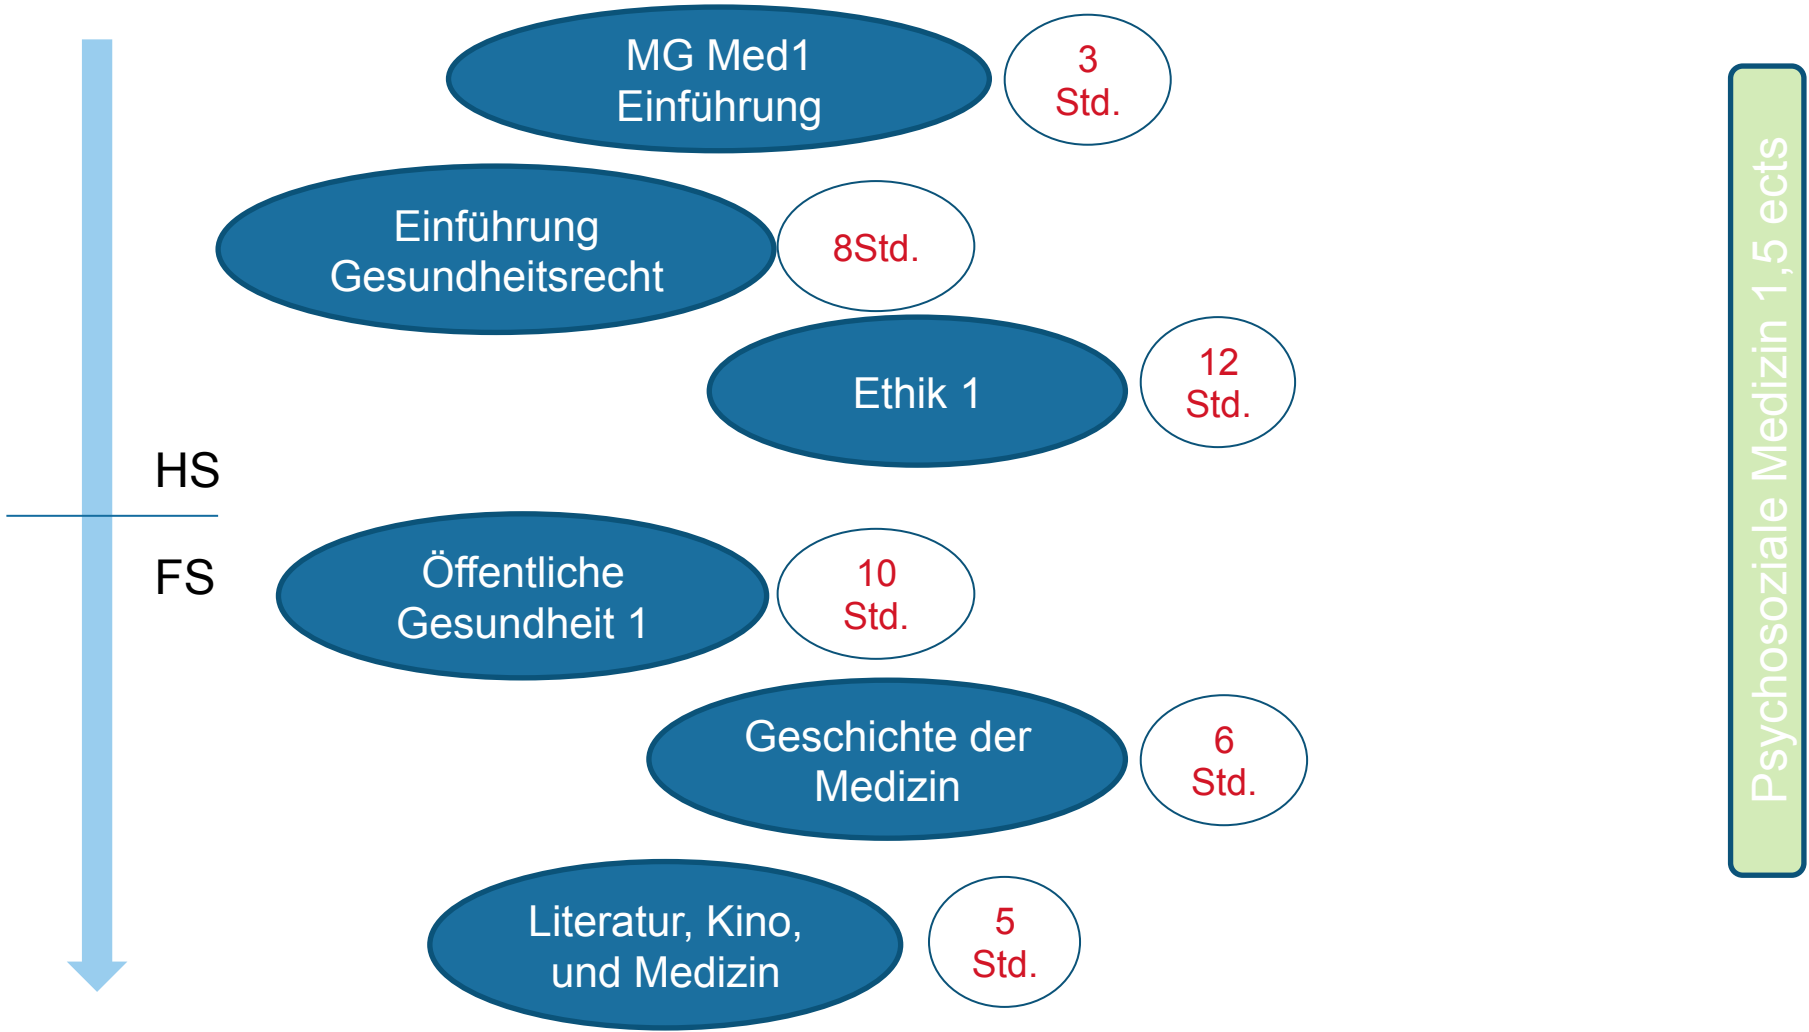 MG Med1
Einführung
3
Std.
Einführung
Gesundheitsrecht
8Std.
Ethik 1
12
Std.
HS
FS
Öffentliche
Gesundheit 1
10
Std.
Geschichte der
Medizin
6
Std.
Literatur, Kino,
und Medizin
5
Std.
Psychosoziale Medizin 1,5 ects